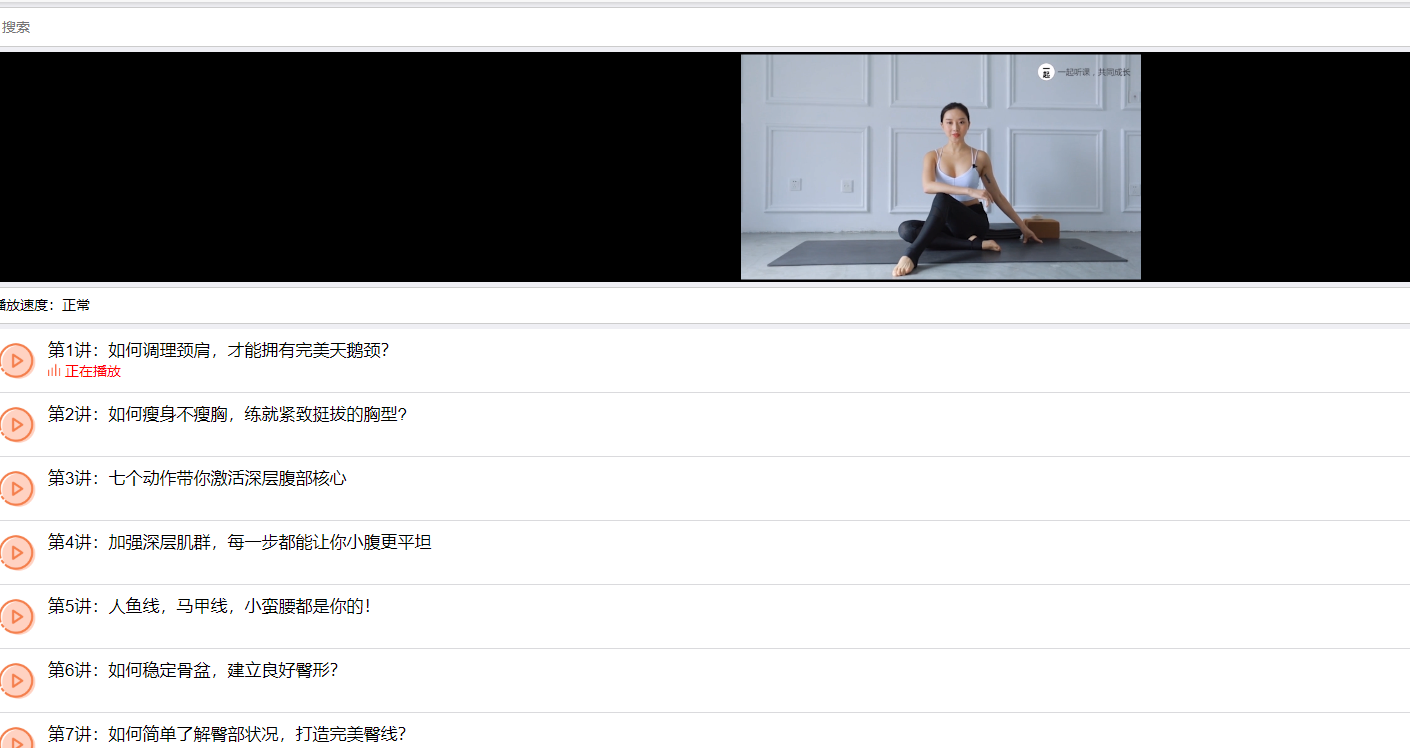 搜索
一起 一起听课，共同成长
播放速度：正常
第1讲：如何调理颈肩，才能拥有完美天鹅颈？
正在播放
第2讲：如何瘦身不瘦胸，练就紧致挺拔的胸型？
第3讲：七个动作带你激活深层腹部核心
第4讲：加强深层肌群，每一步都能让你小腹更平坦
第5讲：人鱼线，马甲线，小蛮腰都是你的！
第6讲：如何稳定骨盆，建立良好臀形？
第7讲：如何简单了解臀部状况，打造完美臀线？